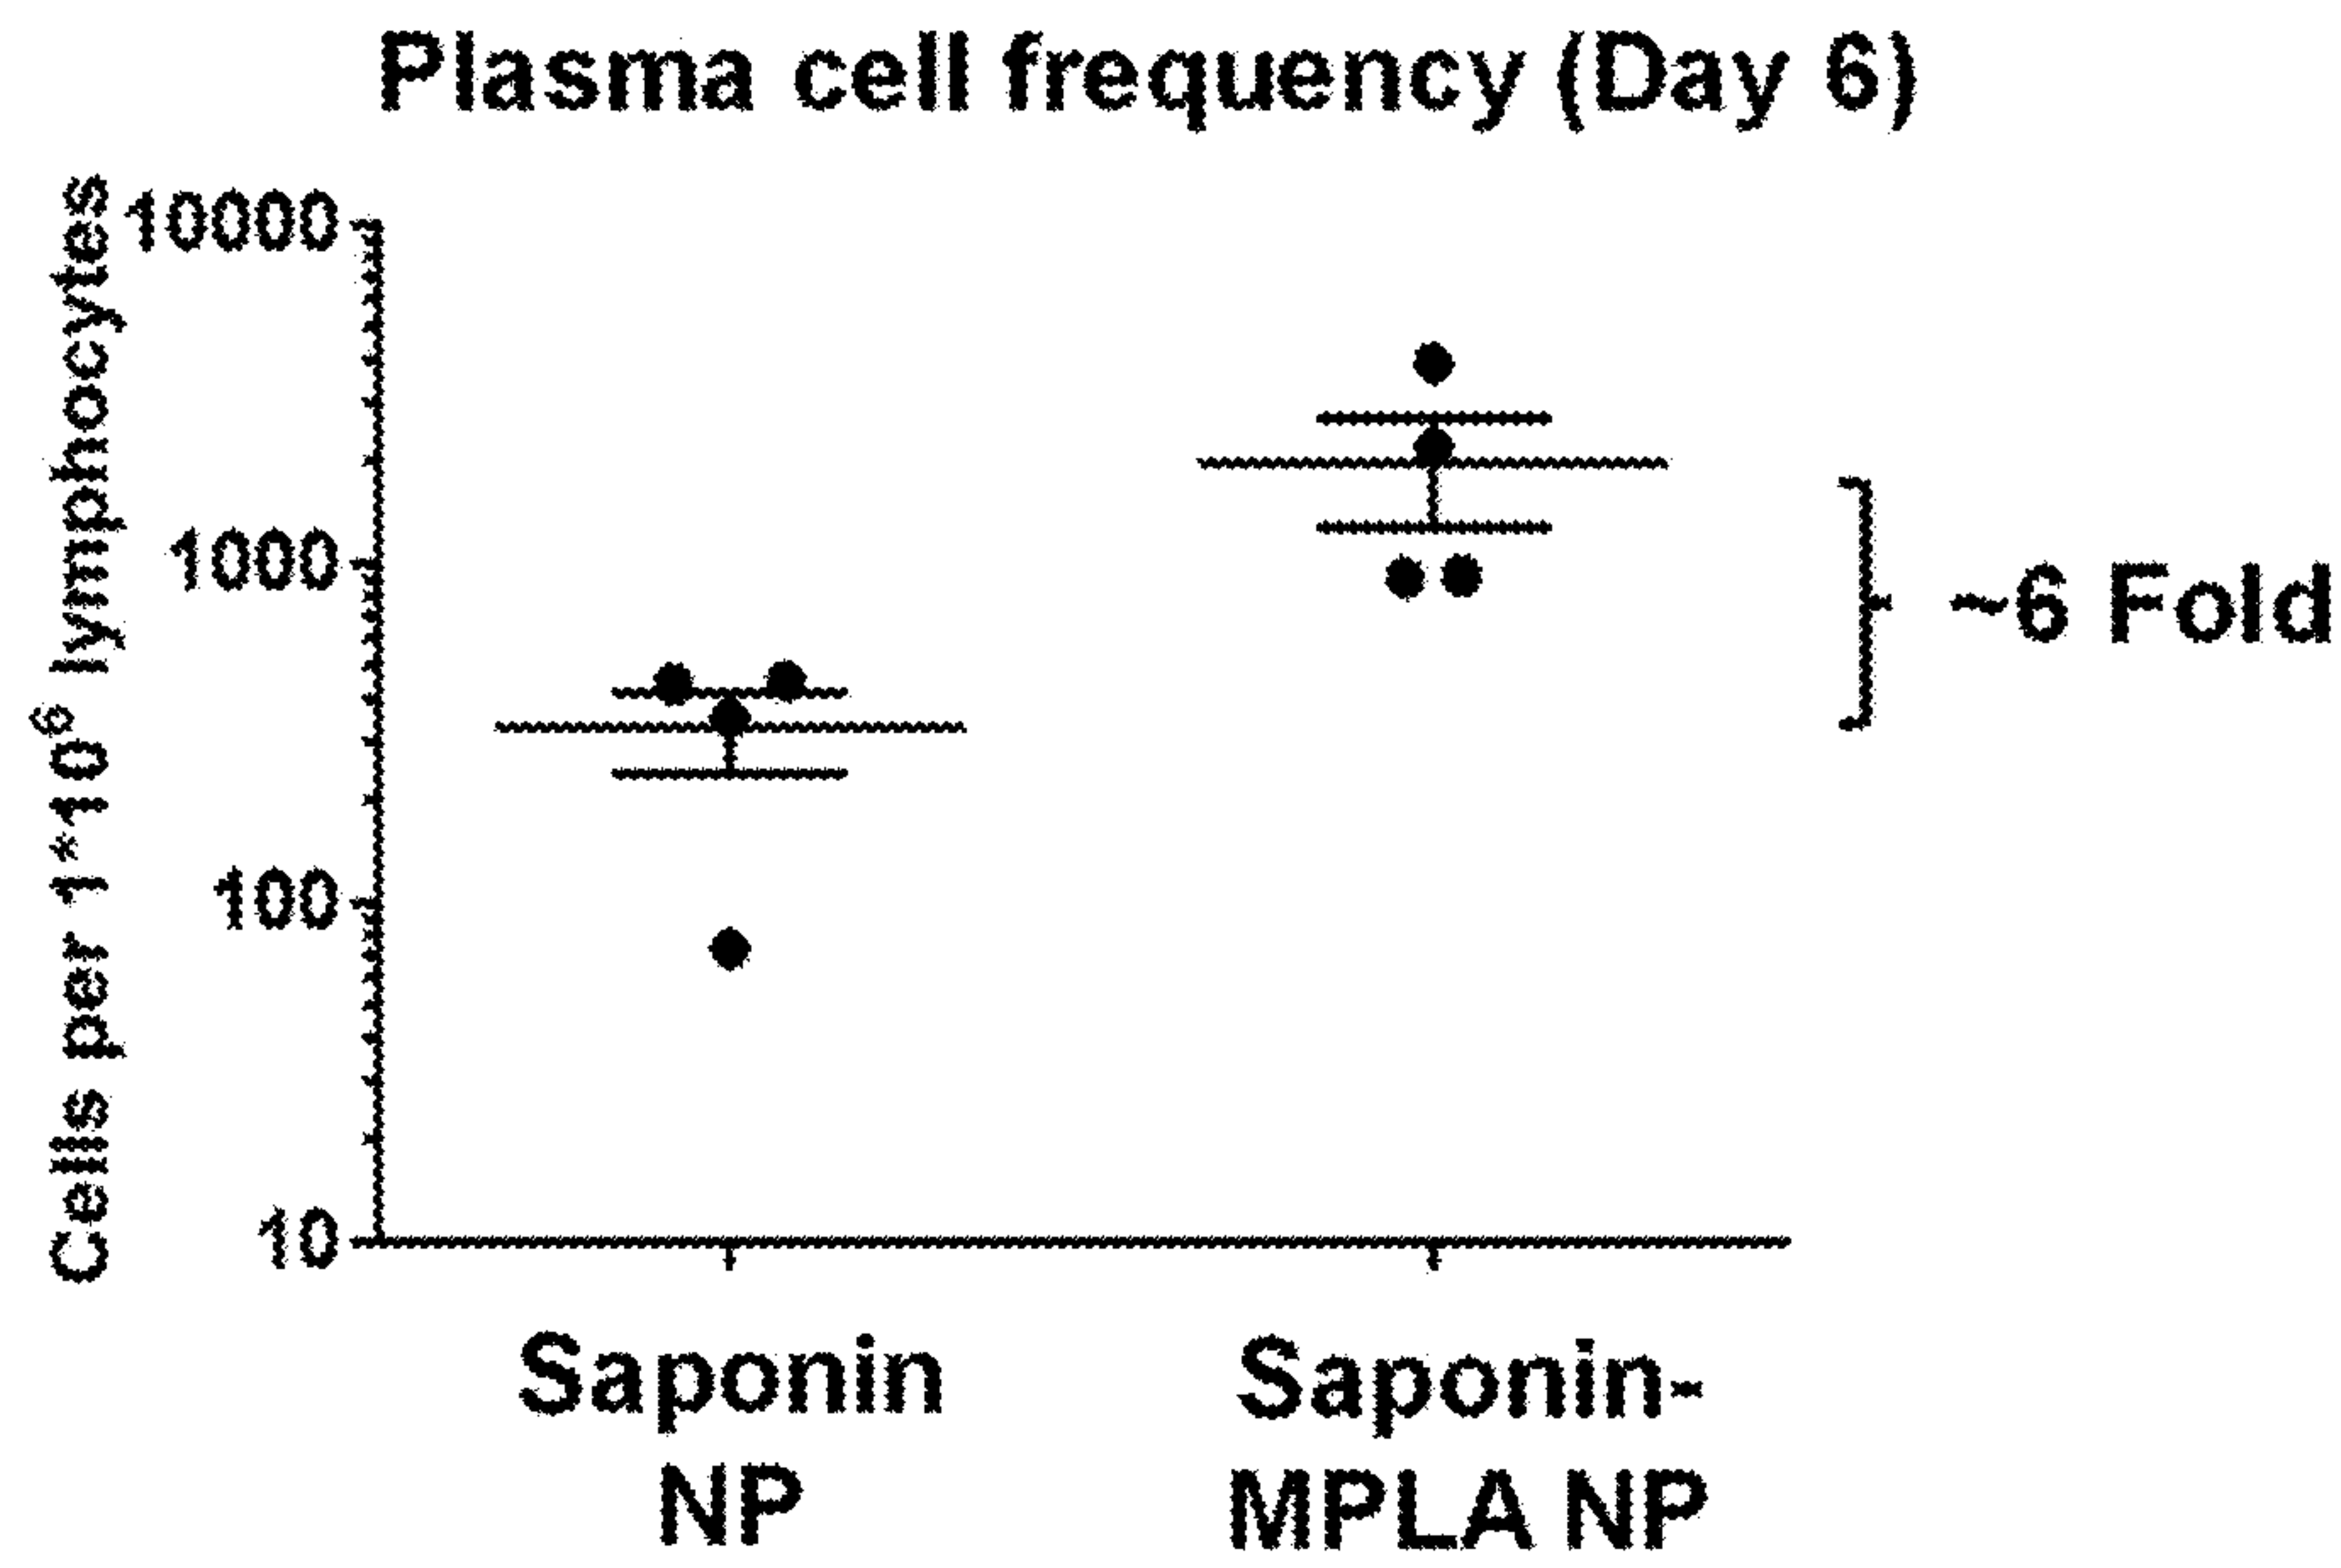 Plasma cell frequency (Day 6)
Cells per 1*10⁶ lymphocytes
10000
1000
100
10
~6 Fold
Saponin
NP
Saponin-
MPLA NP